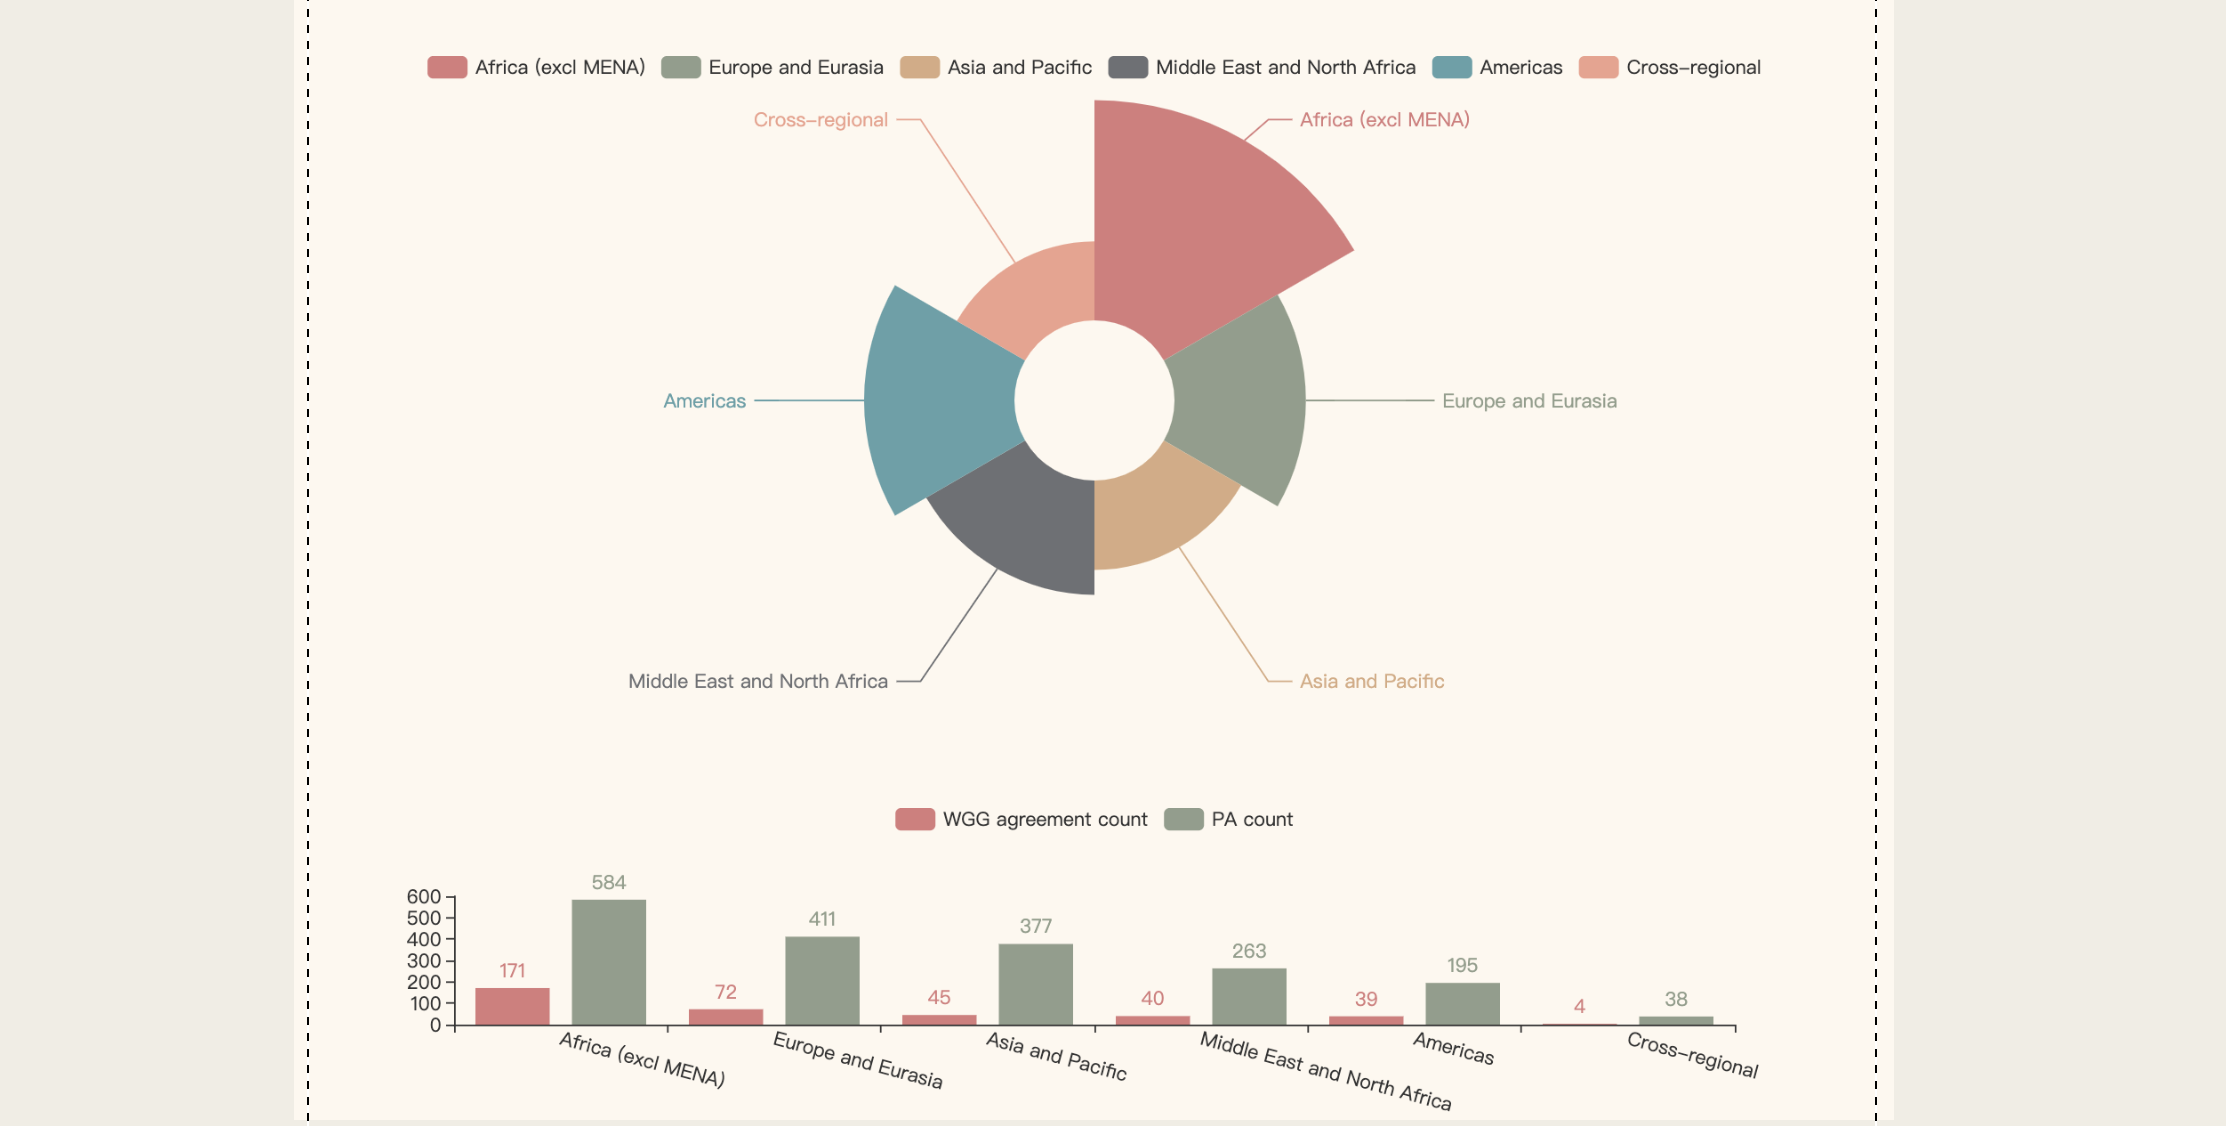 Africa (excl MENA) Europe and Eurasia Asia and Pacific Middle East and North Africa Americas Cross-regional
Cross-regional
Africa (excl MENA)
Americas
Europe and Eurasia
Middle East and North Africa
Asia and Pacific
WGG agreement count PA count
600
500
400
300
200
100
0
171
584
72
411
45
377
40
263
39
195
4
38
Africa (excl MENA)
Europe and Eurasia
Asia and Pacific
Middle East and North Africa
Americas
Cross-regional